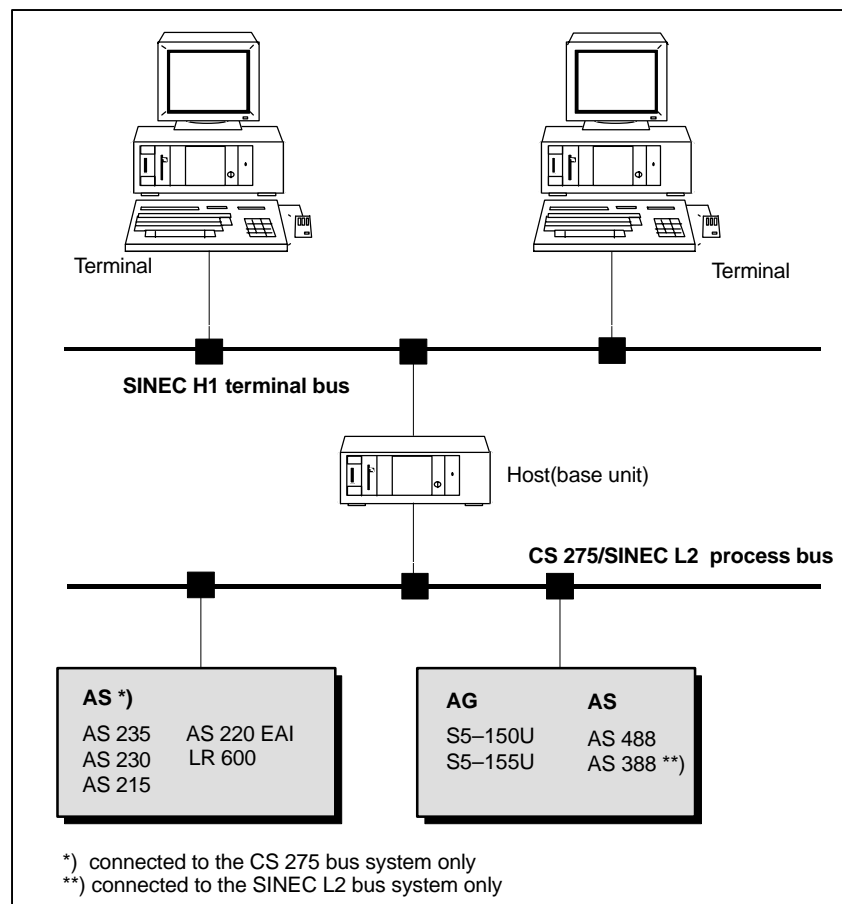 Terminal
Terminal
SINEC H1 terminal bus
Host(base unit)
CS 275/SINEC L2 process bus
AS *)
AS 235 AS 220 EAI
AS 230 LR 600
AS 215
AG AS
S5–150U AS 488
S5–155U AS 388 **)
*) connected to the CS 275 bus system only
**) connected to the SINEC L2 bus system only